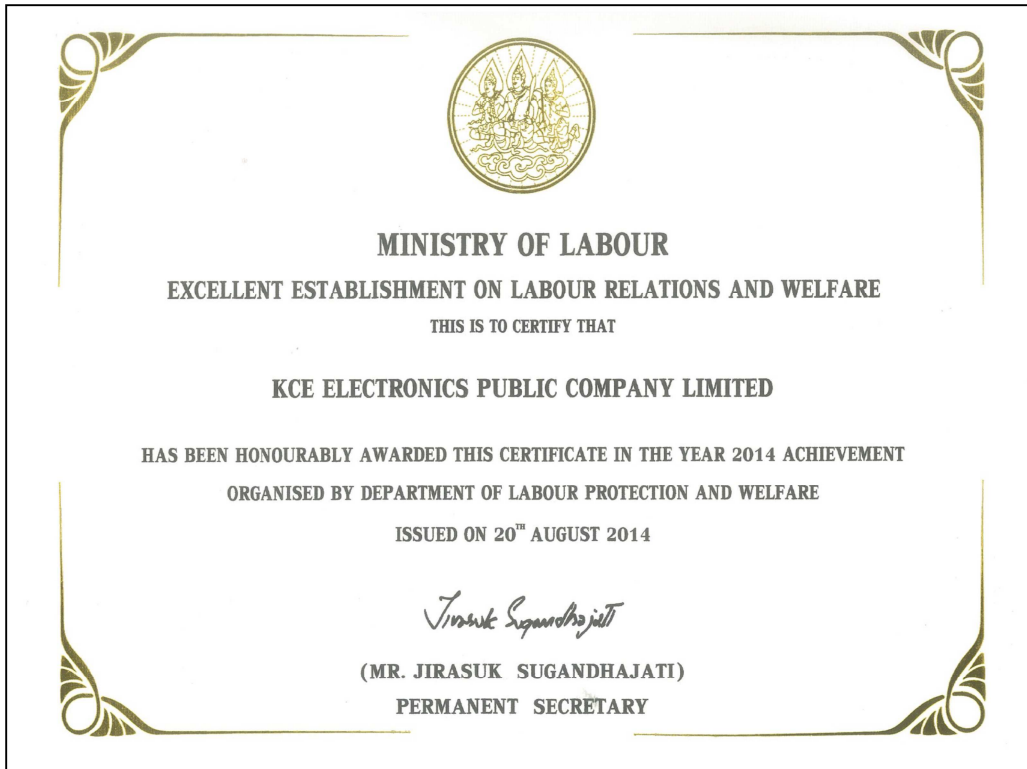 MINISTRY OF LABOUR
EXCELLENT ESTABLISHMENT ON LABOUR RELATIONS AND WELFARE
THIS IS TO CERTIFY THAT
KCE ELECTRONICS PUBLIC COMPANY LIMITED
HAS BEEN HONOURABLY AWARDED THIS CERTIFICATE IN THE YEAR 2014 ACHIEVEMENT
ORGANISED BY DEPARTMENT OF LABOUR PROTECTION AND WELFARE
ISSUED ON 20TH AUGUST 2014
Jirasuk Sugandhajati
(MR. JIRASUK SUGANDHAJATI)
PERMANENT SECRETARY